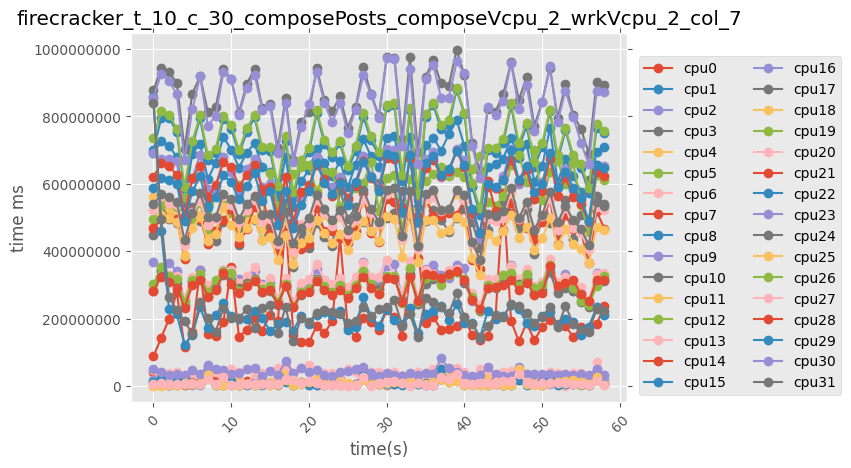 firecracker_t_10_c_30_composePosts_composeVcpu_2_wrkVcpu_2_col_7
time ms
1000000000
800000000
600000000
400000000
200000000
0
0
10
20
30
40
50
60
time(s)
cpu0
cpu1
cpu2
cpu3
cpu4
cpu5
cpu6
cpu7
cpu8
cpu9
cpu10
cpu11
cpu12
cpu13
cpu14
cpu15
cpu16
cpu17
cpu18
cpu19
cpu20
cpu21
cpu22
cpu23
cpu24
cpu25
cpu26
cpu27
cpu28
cpu29
cpu30
cpu31